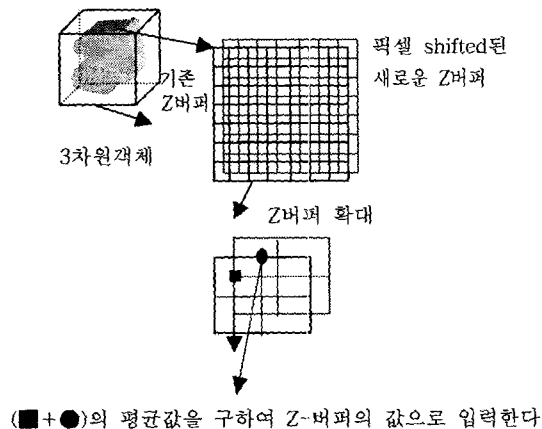 픽셀 shifted된
새로운 Z버퍼
기존
Z버퍼
3차원객체
Z버퍼 확대
(■+●)의 평균값을 구하여 Z-버퍼의 값으로 입력한다